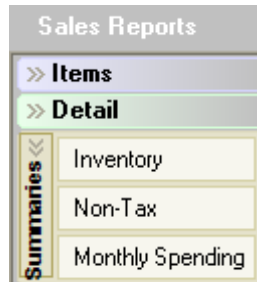 Sales Reports
Items
Detail
Summaries
Inventory
Non-Tax
Monthly Spending